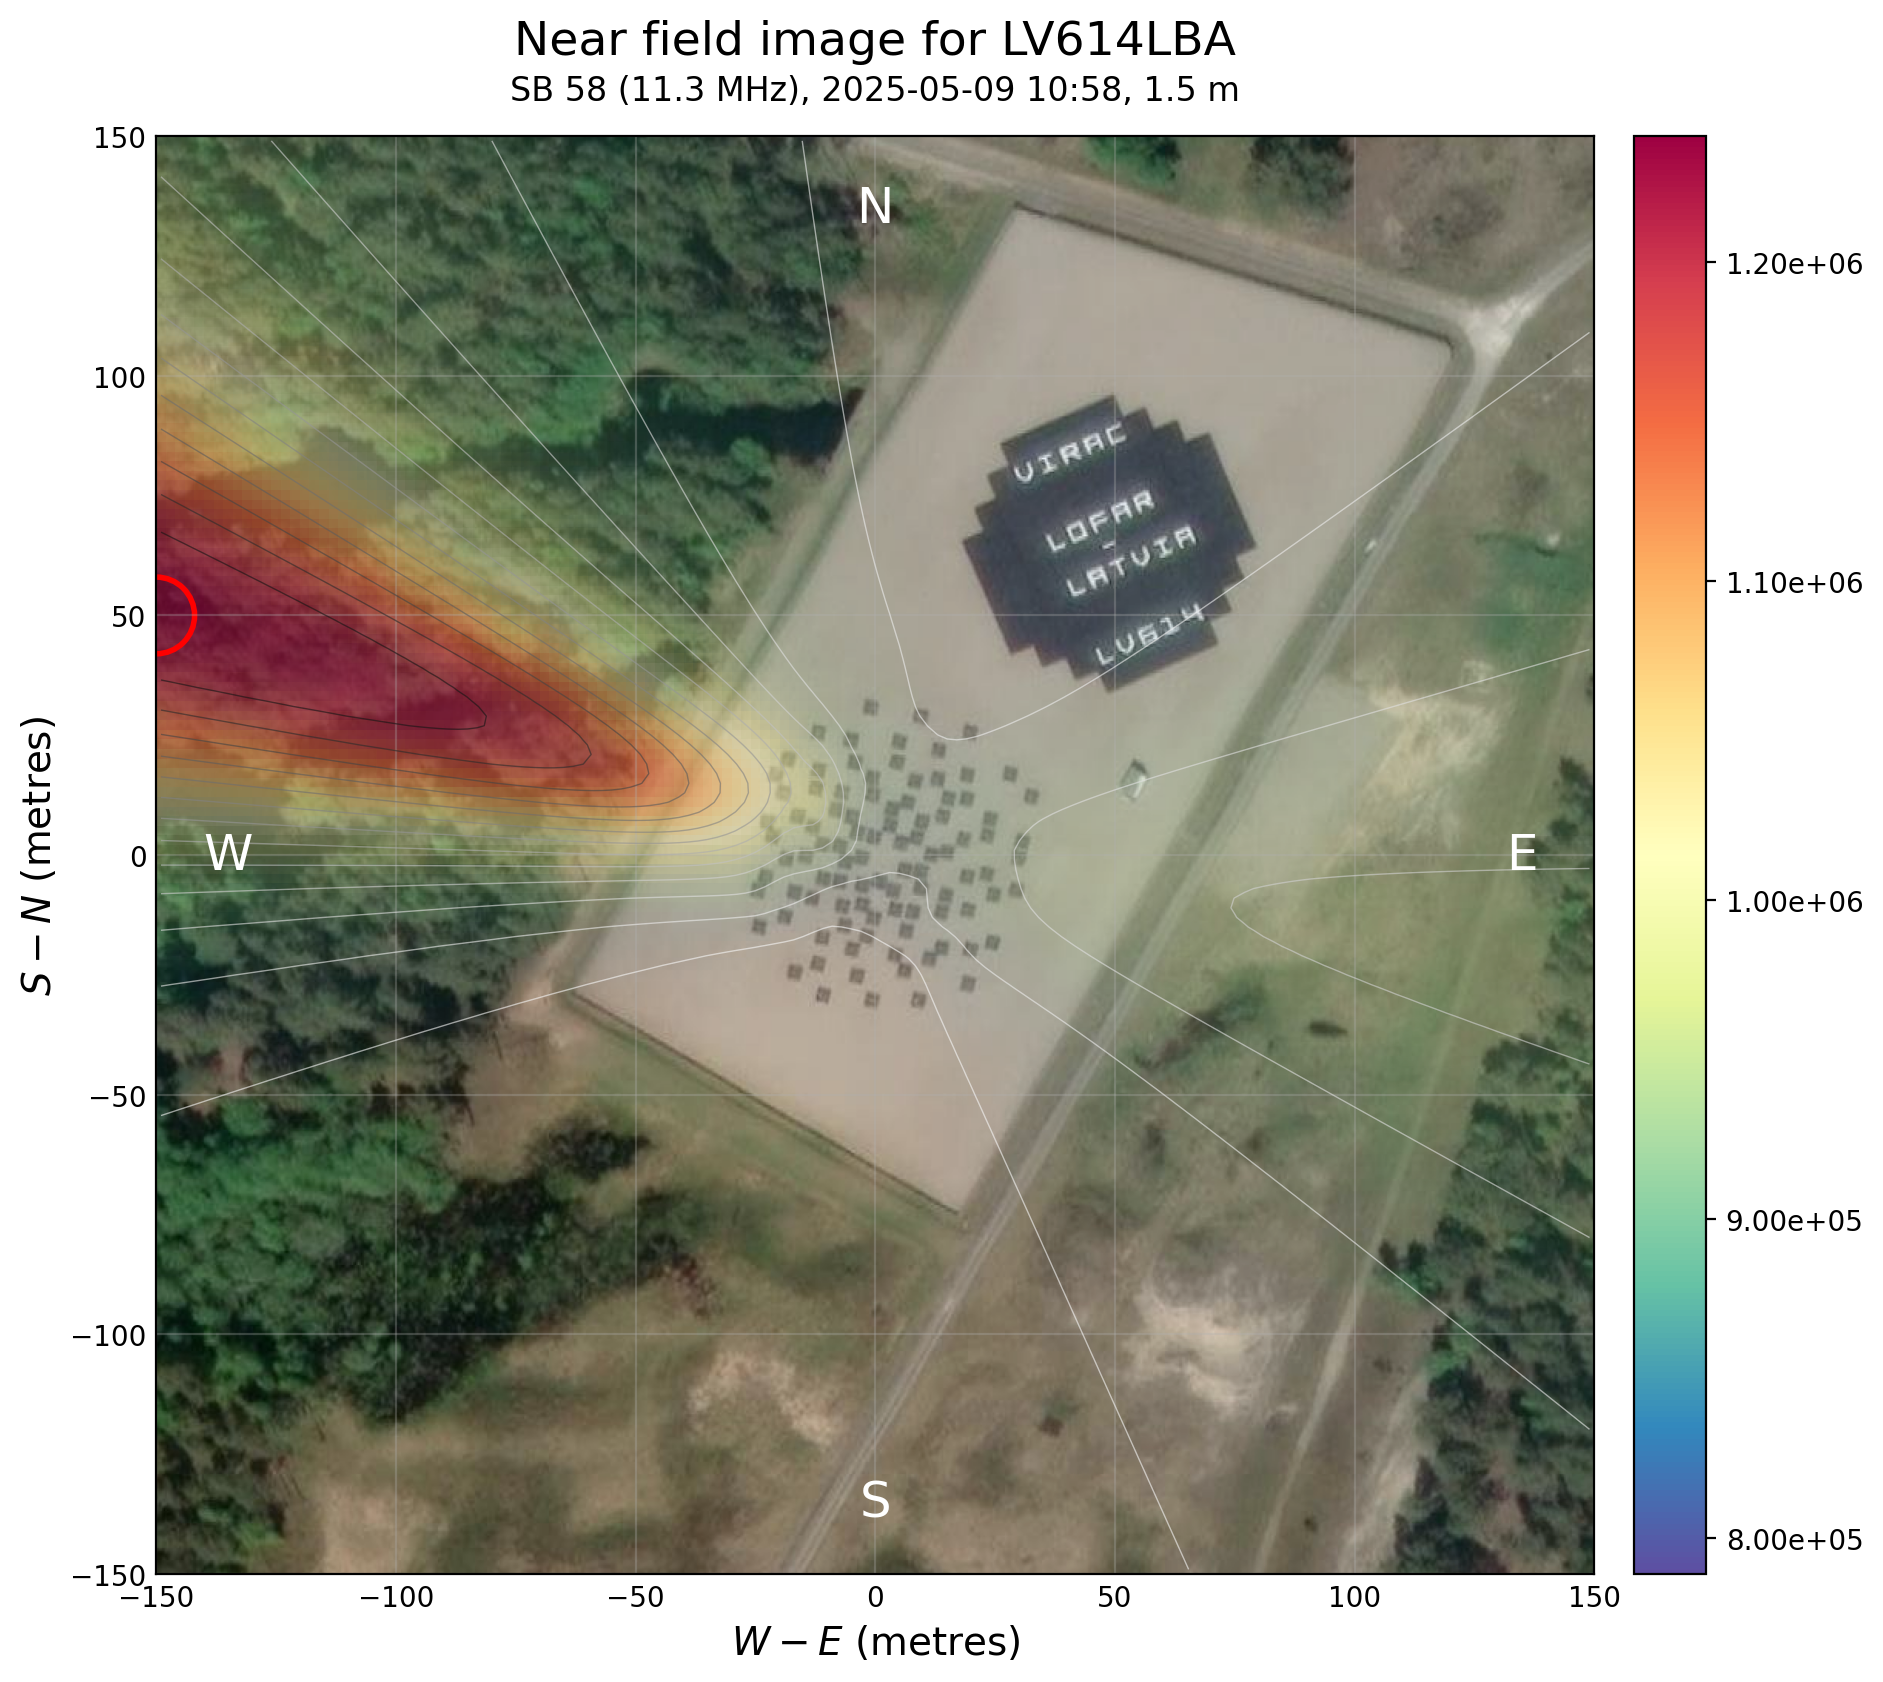 Near field image for LV614LBA
SB 58 (11.3 MHz), 2025-05-09 10:58, 1.5 m
150
100
50
0
−50
−100
−150
−150
−100
−50
0
50
100
150
S − N (metres)
W − E (metres)
N
W
E
S
VIRAC
LOFAR
-
LATVIA
LV614
1.20e+06
1.10e+06
1.00e+06
9.00e+05
8.00e+05